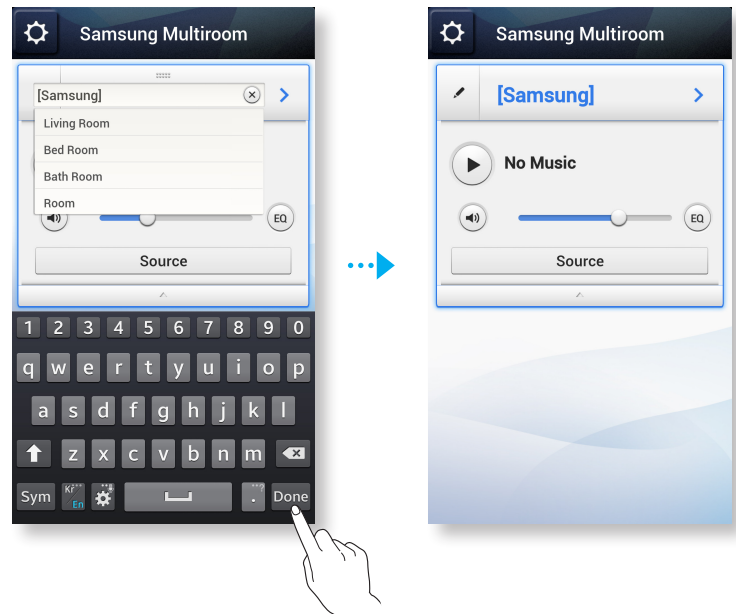 Samsung Multiroom
[Samsung]
Living Room
Bed Room
Bath Room
Room
EQ
Source
1 2 3 4 5 6 7 8 9 0
q w e r t y u i o p
a s d f g h j k l
z x c v b n m
Sym En . Done
Samsung Multiroom
[Samsung]
No Music
EQ
Source